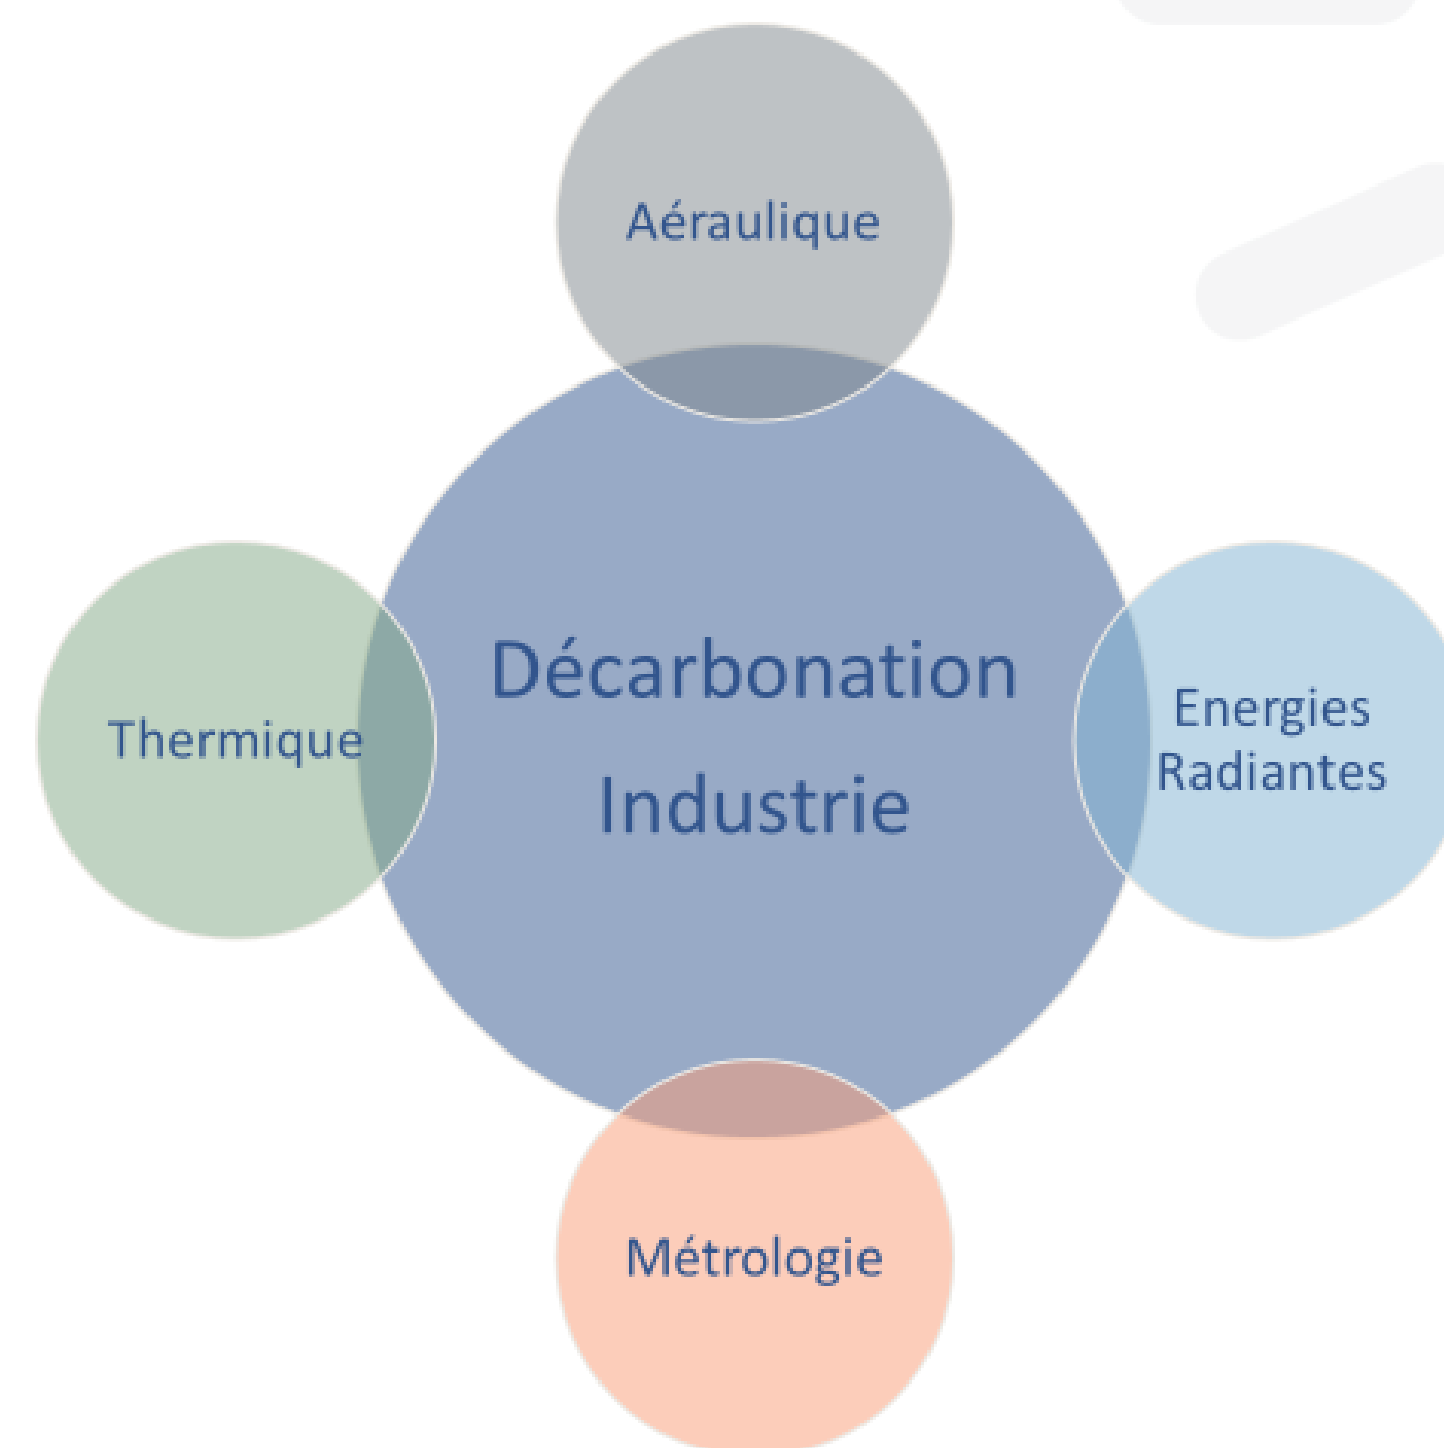 Aéraulique
Thermique
Décarbonation
Industrie
Energies
Radiantes
Métrologie